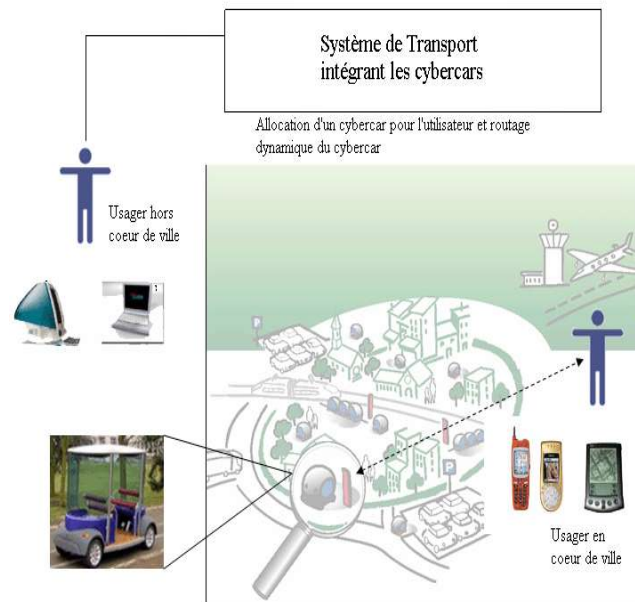 Système de Transport
intégrant les cybercars
Allocation d'un cybercar pour l'utilisateur et routage
dynamique du cybercar
Usager hors
coeur de ville
P
P
Usager en
coeur de ville